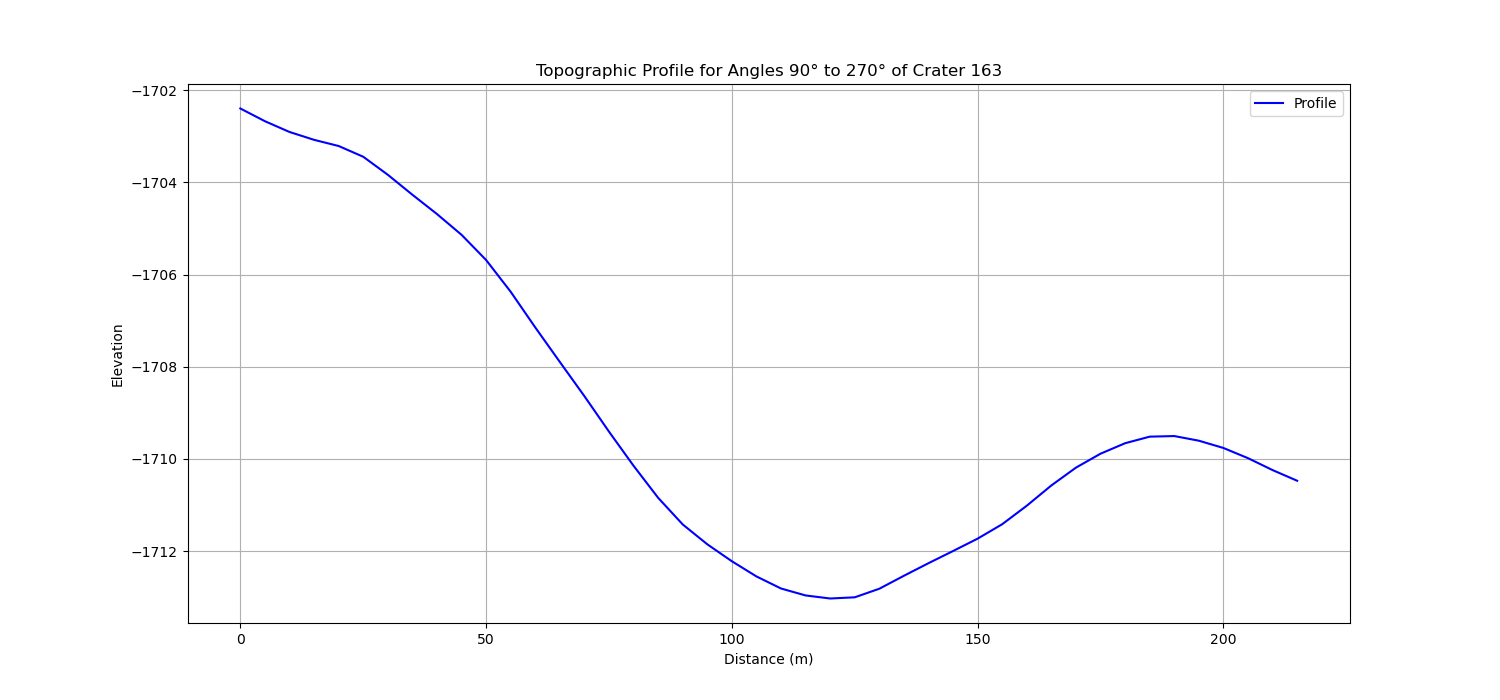 Topographic Profile for Angles 90° to 270° of Crater 163
Profile
Elevation
−1702
−1704
−1706
−1708
−1710
−1712
0 50 100 150 200
Distance (m)